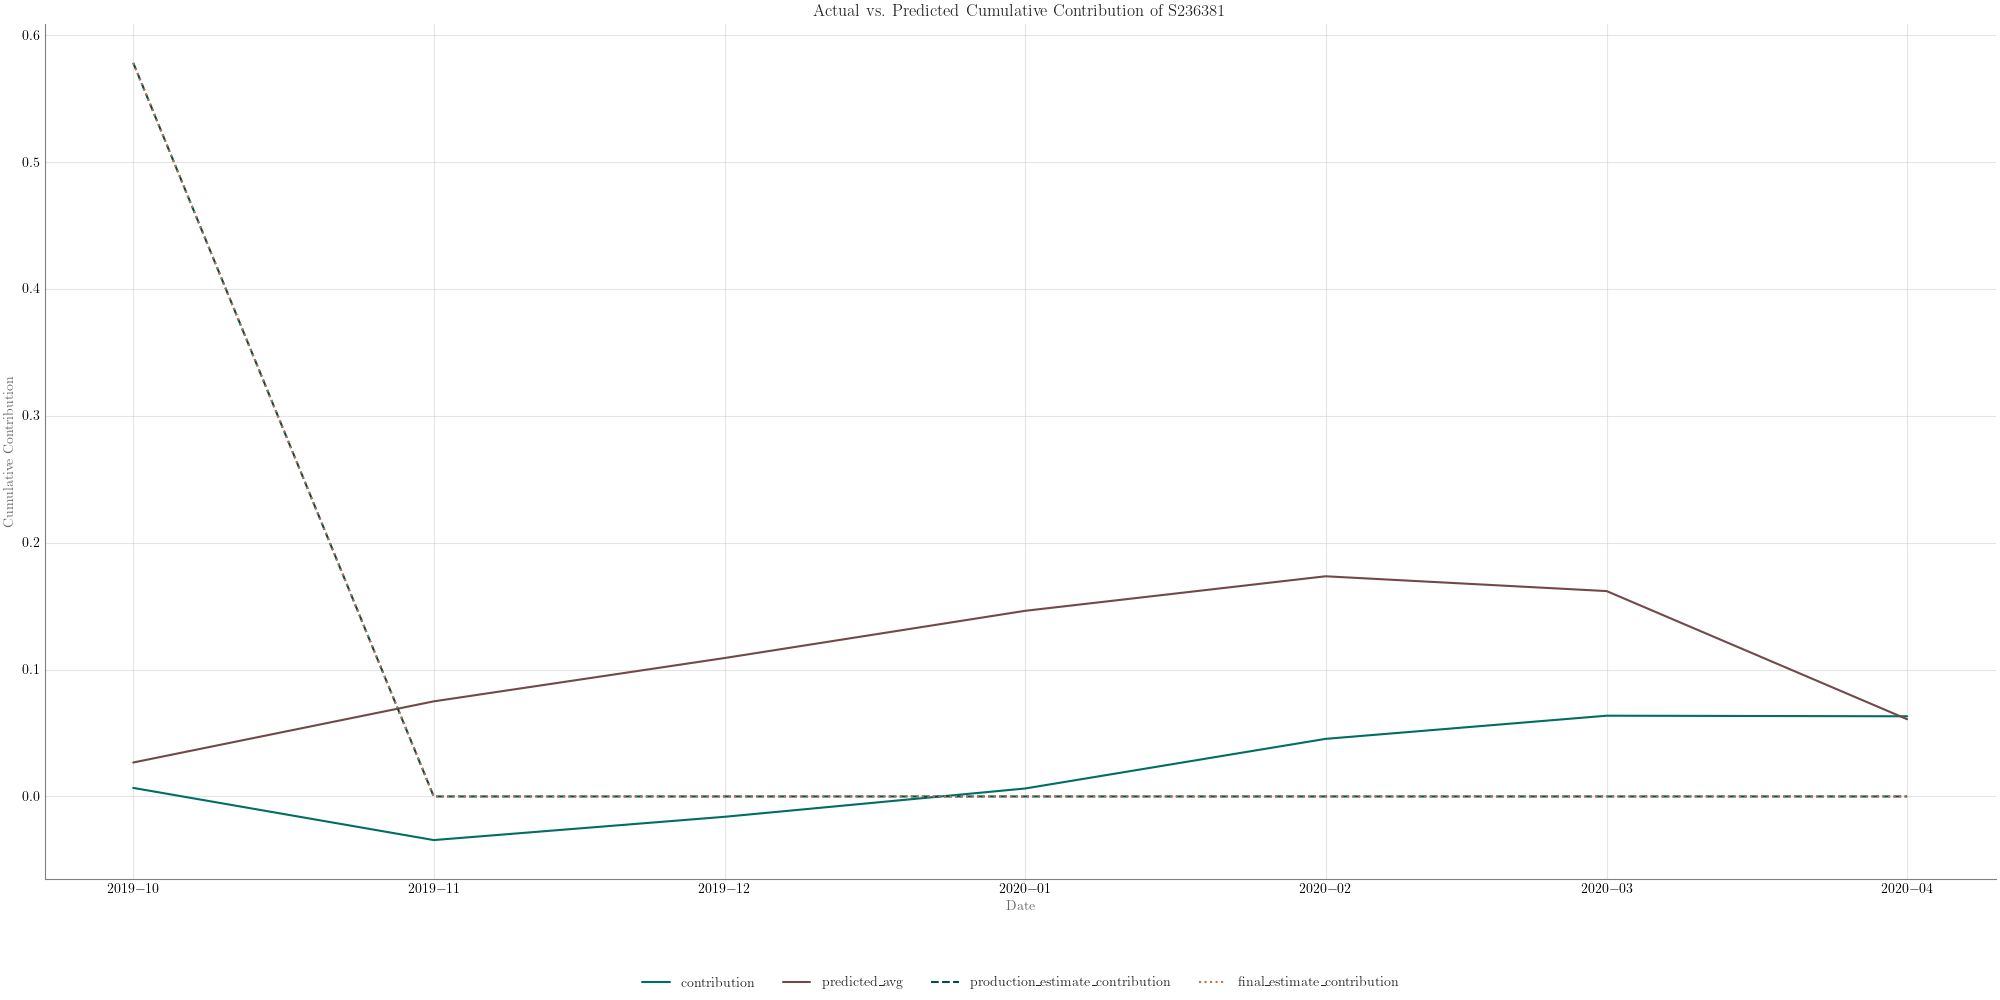 Actual vs. Predicted Cumulative Contribution of S236381
0.6
0.5
0.4
0.3
0.2
0.1
0.0
Cumulative Contribution
2019−10 2019−11 2019−12 2020−01 2020−02 2020−03 2020−04
Date
contribution predicted_avg production_estimate_contribution final_estimate_contribution